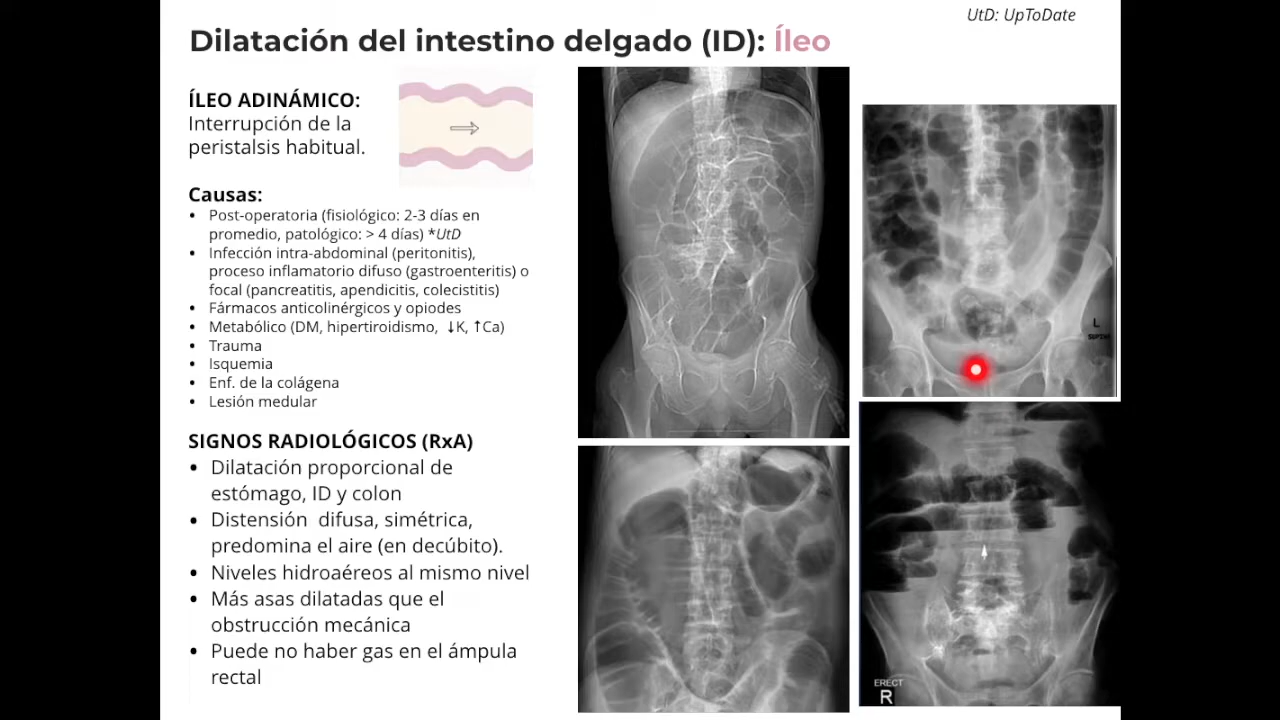 UtD: UpToDate
Dilatación del intestino delgado (ID): Íleo
ÍLEO ADINÁMICO:
Interrupción de la
peristalsis habitual.
Causas:
• Post-operatoria (fisiológico: 2-3 días en
promedio, patológico: > 4 días) *UtD
• Infección intra-abdominal (peritonitis),
proceso inflamatorio difuso (gastroenteritis) o
focal (pancreatitis, apendicitis, colecistitis)
• Fármacos anticolinérgicos y opiodes
• Metabólico (DM, hipertiroidismo, ↓K, ↑Ca)
• Trauma
• Isquemia
• Enf. de la colágena
• Lesión medular
SIGNOS RADIOLÓGICOS (RxA)
• Dilatación proporcional de
estómago, ID y colon
• Distensión difusa, simétrica,
predomina el aire (en decúbito).
• Niveles hidroaéreos al mismo nivel
• Más asas dilatadas que el
obstrucción mecánica
• Puede no haber gas en el ámpula
rectal
L
ERECT
R